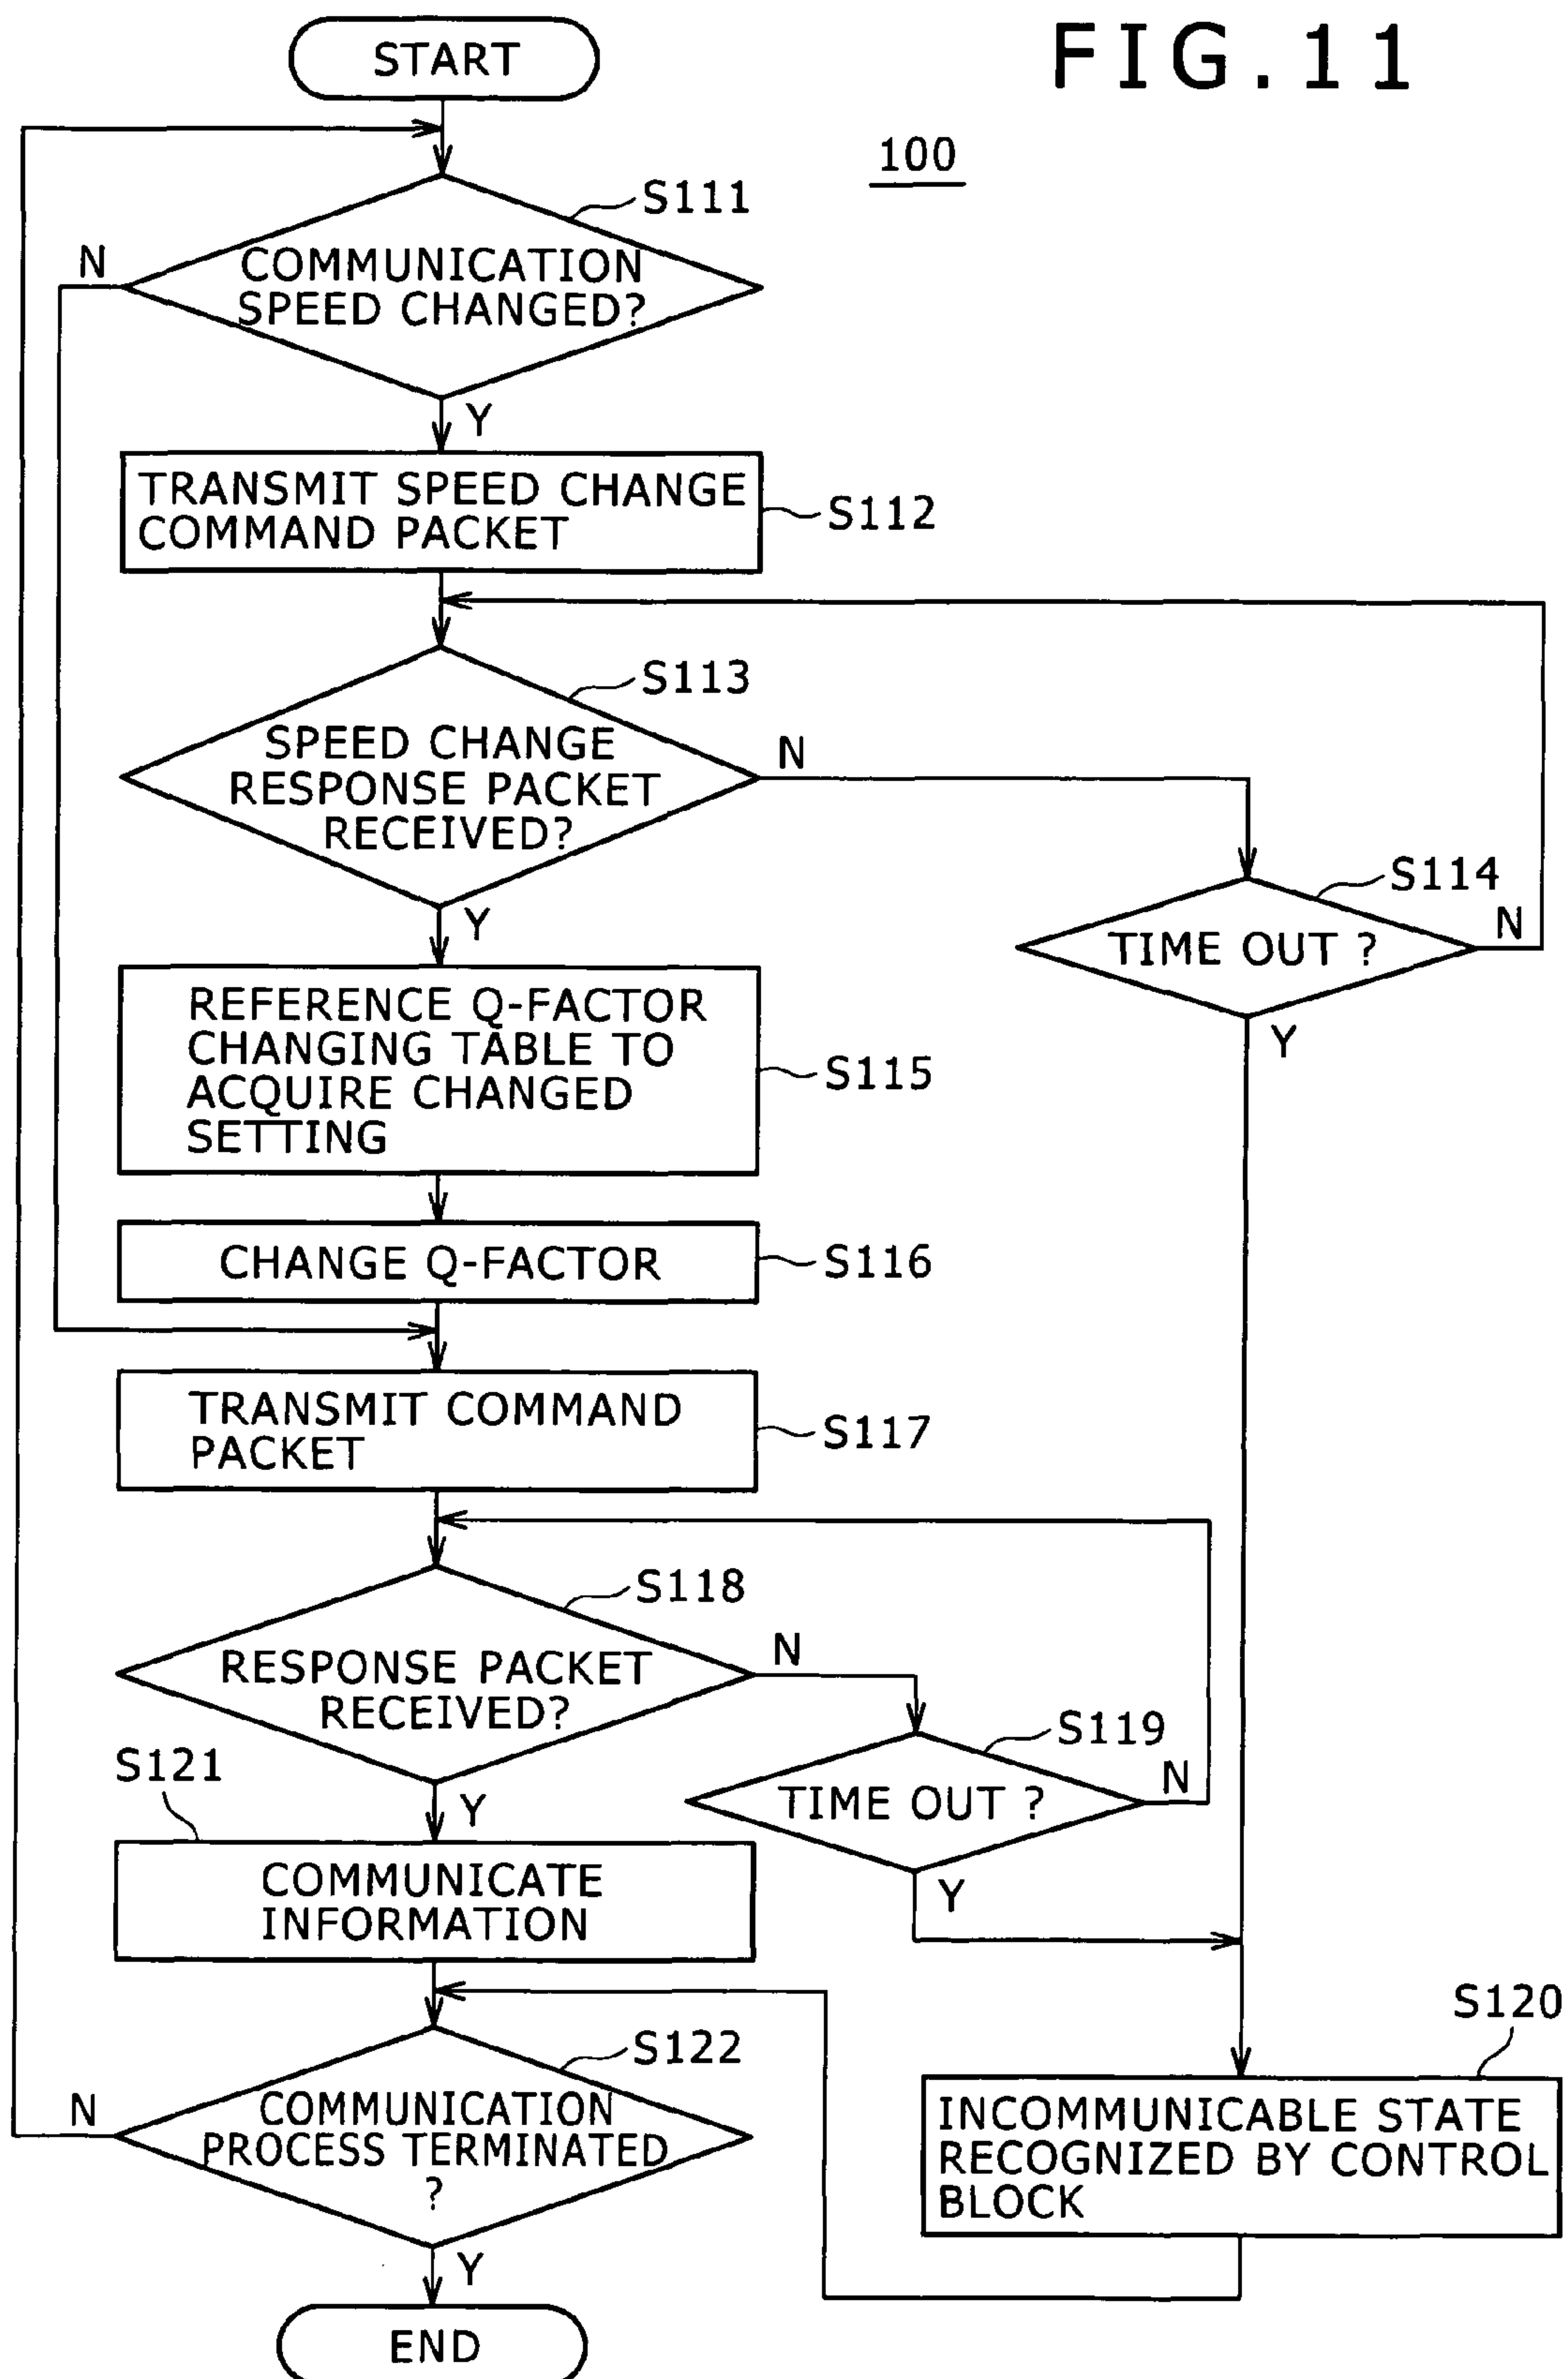 FIG.11
START
100
S111
N
COMMUNICATION
SPEED CHANGED?
Y
TRANSMIT SPEED CHANGE
COMMAND PACKET
S112
S113
SPEED CHANGE
RESPONSE PACKET
RECEIVED?
N
S114
TIME OUT ?
N
Y
Y
REFERENCE Q-FACTOR
CHANGING TABLE TO
ACQUIRE CHANGED
SETTING
S115
CHANGE Q-FACTOR
S116
TRANSMIT COMMAND
PACKET
S117
S118
RESPONSE PACKET
RECEIVED?
N
S119
TIME OUT ?
N
Y
S121
Y
COMMUNICATE
INFORMATION
S120
INCOMMUNICABLE STATE
RECOGNIZED BY CONTROL
BLOCK
S122
N
COMMUNICATION
PROCESS TERMINATED
?
Y
END